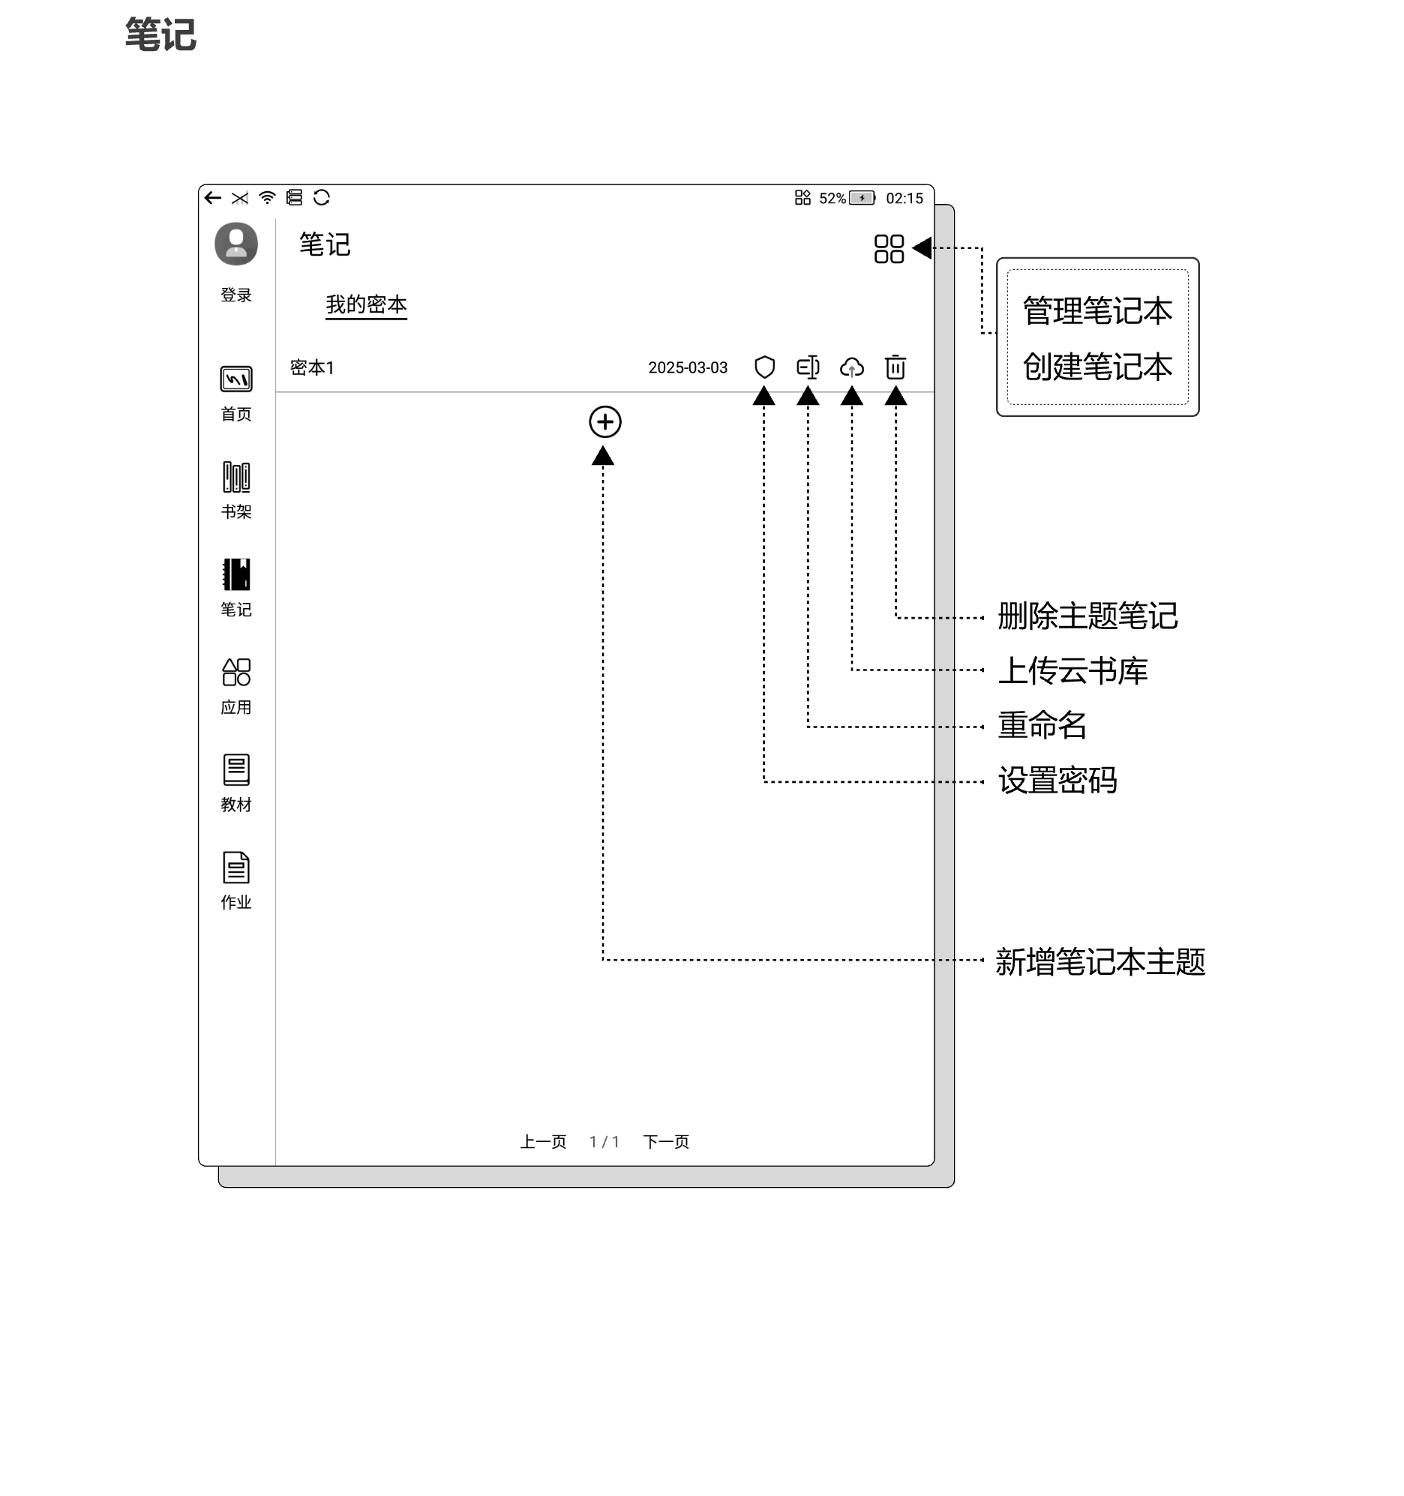 笔记
52% 02:15
笔记
登录
我的密本
管理笔记本
创建笔记本
密本1 2025-03-03
首页
书架
笔记
删除主题笔记
上传云书库
应用
重命名
设置密码
教材
作业
新增笔记本主题
上一页 1 / 1 下一页